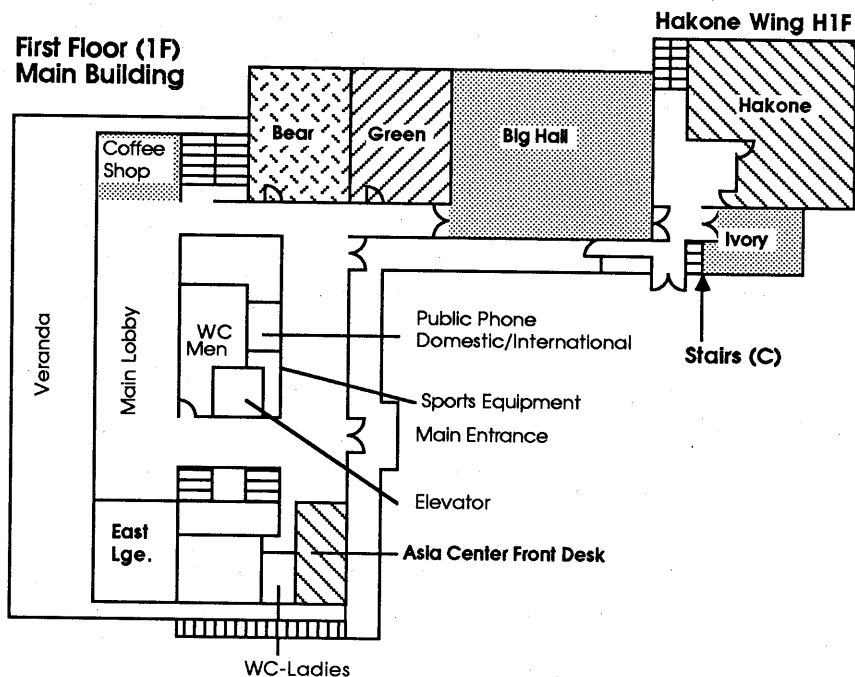 First Floor (1F)
Main Building
Hakone Wing H1F
Coffee
Shop
Bear
Green
Big Hall
Hakone
Ivory
Stairs (C)
Veranda
Main Lobby
WC
Men
Public Phone
Domestic/International
Sports Equipment
Main Entrance
Elevator
East
Lge.
Asia Center Front Desk
WC-Ladies